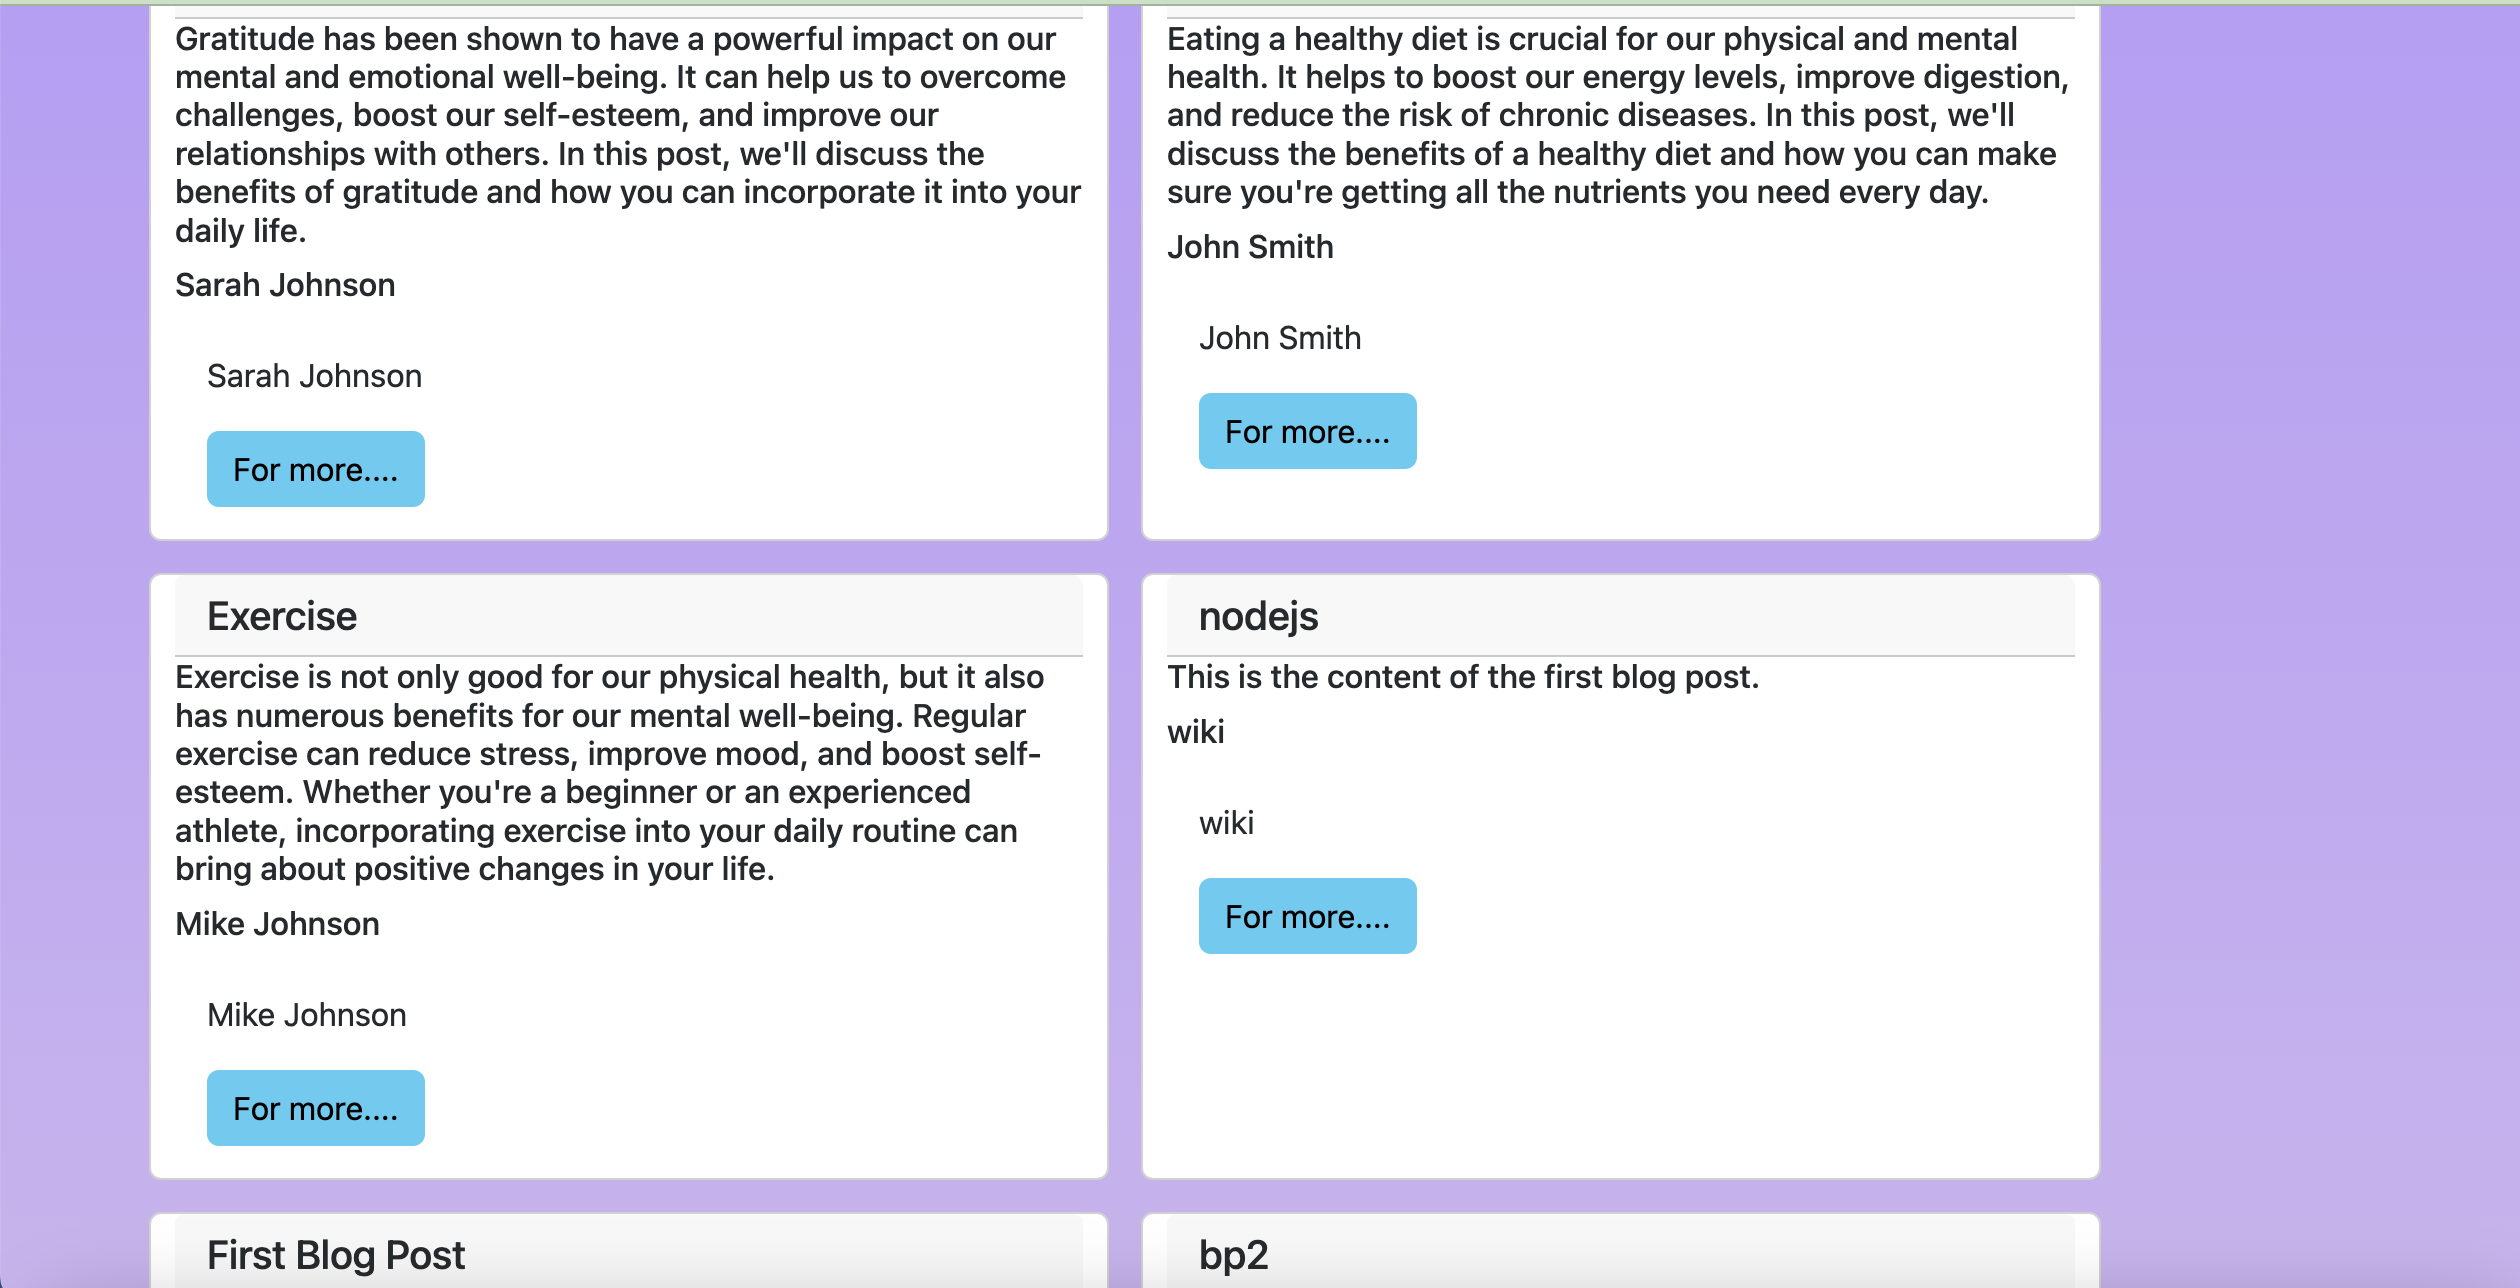 Gratitude has been shown to have a powerful impact on our
mental and emotional well-being. It can help us to overcome
challenges, boost our self-esteem, and improve our
relationships with others. In this post, we'll discuss the
benefits of gratitude and how you can incorporate it into your
daily life.
Sarah Johnson
Sarah Johnson
For more....
Eating a healthy diet is crucial for our physical and mental
health. It helps to boost our energy levels, improve digestion,
and reduce the risk of chronic diseases. In this post, we'll
discuss the benefits of a healthy diet and how you can make
sure you're getting all the nutrients you need every day.
John Smith
John Smith
For more....
Exercise
Exercise is not only good for our physical health, but it also
has numerous benefits for our mental well-being. Regular
exercise can reduce stress, improve mood, and boost self-
esteem. Whether you're a beginner or an experienced
athlete, incorporating exercise into your daily routine can
bring about positive changes in your life.
Mike Johnson
Mike Johnson
For more....
nodejs
This is the content of the first blog post.
wiki
wiki
For more....
First Blog Post
bp2